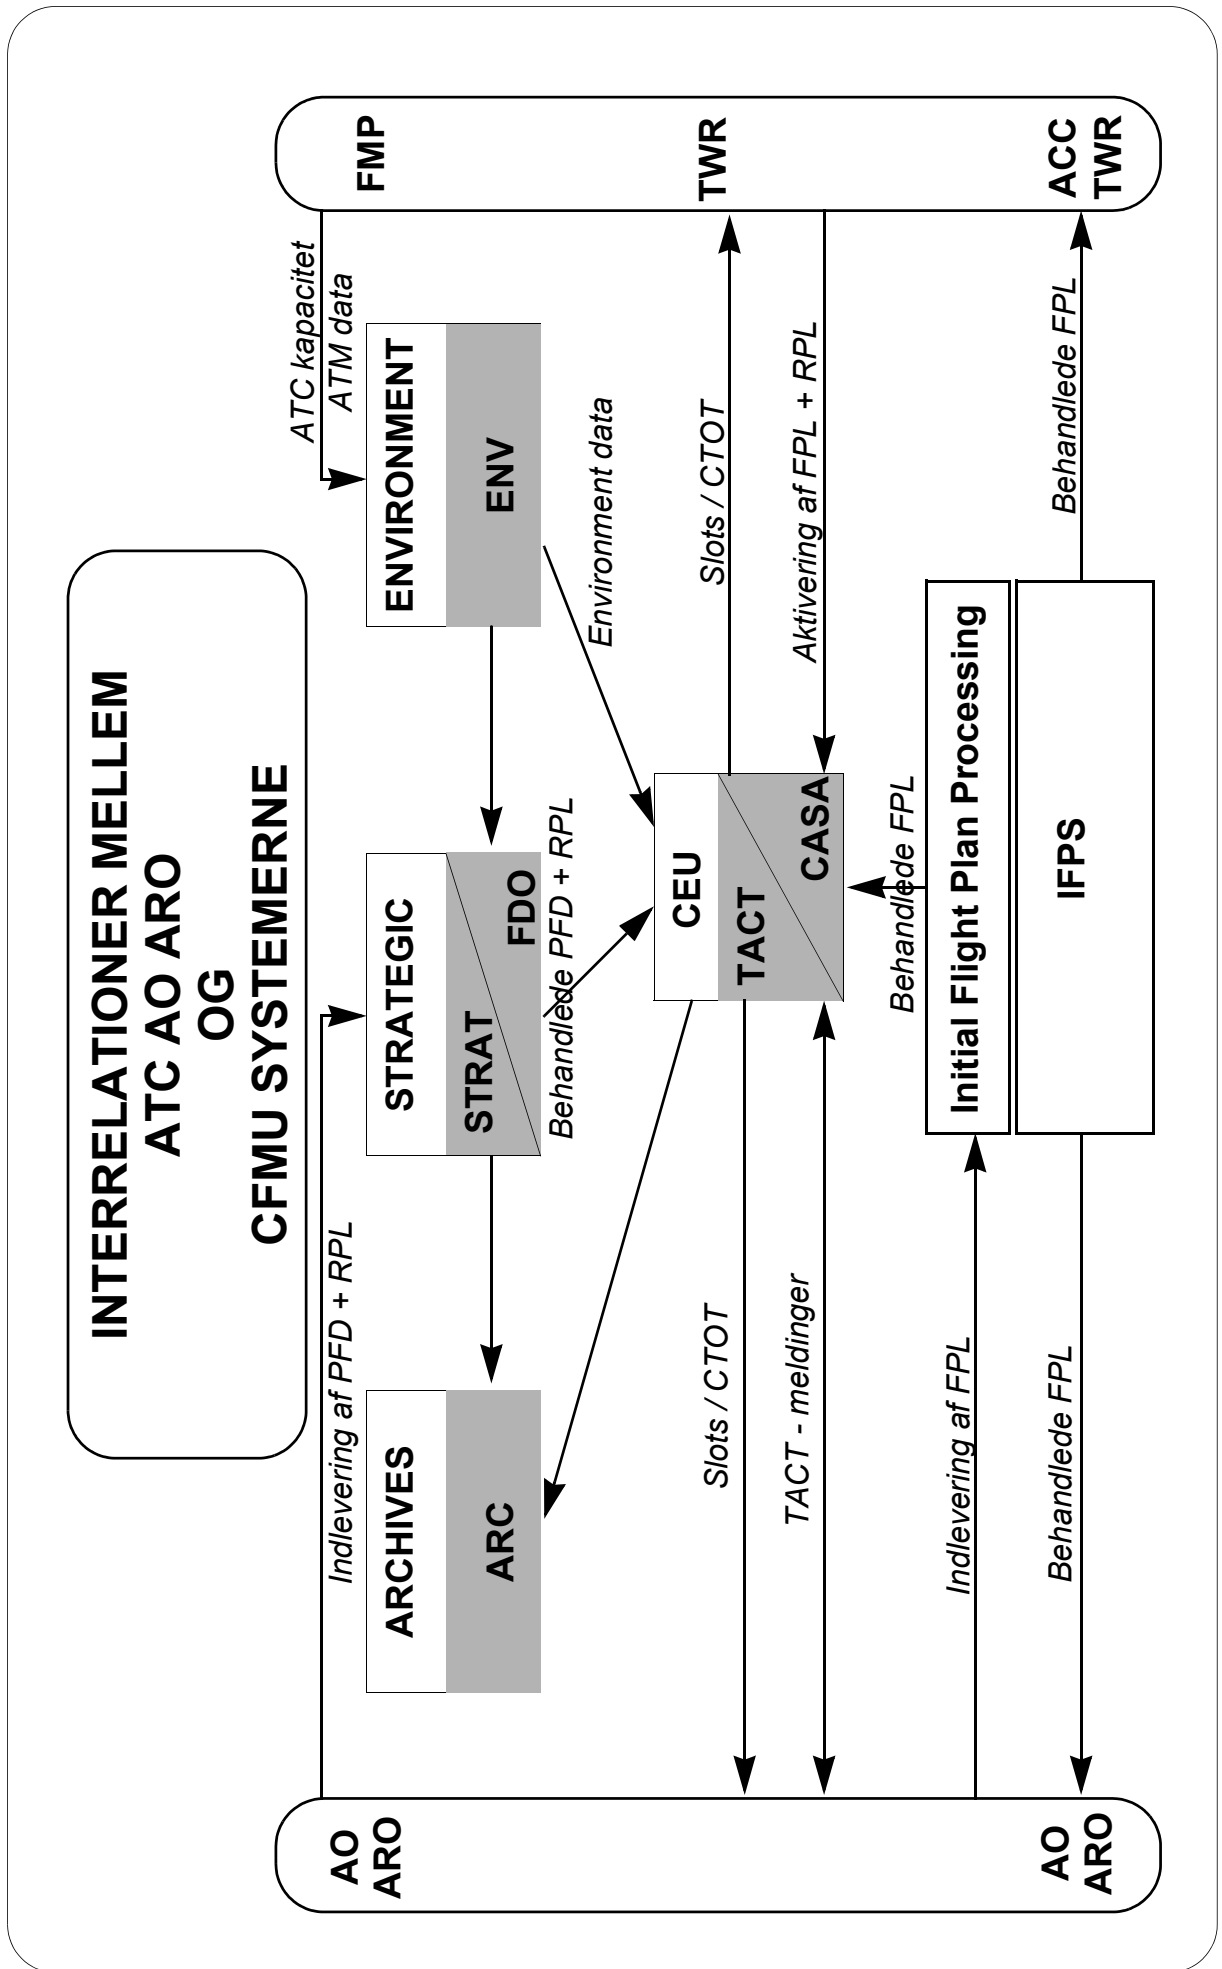 INTERRELATIONER MELLEM
ATC AO ARO
OG
CFMU SYSTEMERNE
AO
ARO
Indlevering af PFD + RPL
ATC kapacitet
ATM data
FMP
ARCHIVES
ARC
STRATEGIC
STRAT
FDO
ENVIRONMENT
ENV
Behandlede PFD + RPL
Environment data
CEU
TACT
CASA
Slots / CTOT
Slots / CTOT
TWR
TACT - meldinger
Aktivering af FPL + RPL
Behandlede FPL
Indlevering af FPL
Initial Flight Plan Processing
IFPS
Behandlede FPL
Behandlede FPL
AO
ARO
ACC
TWR